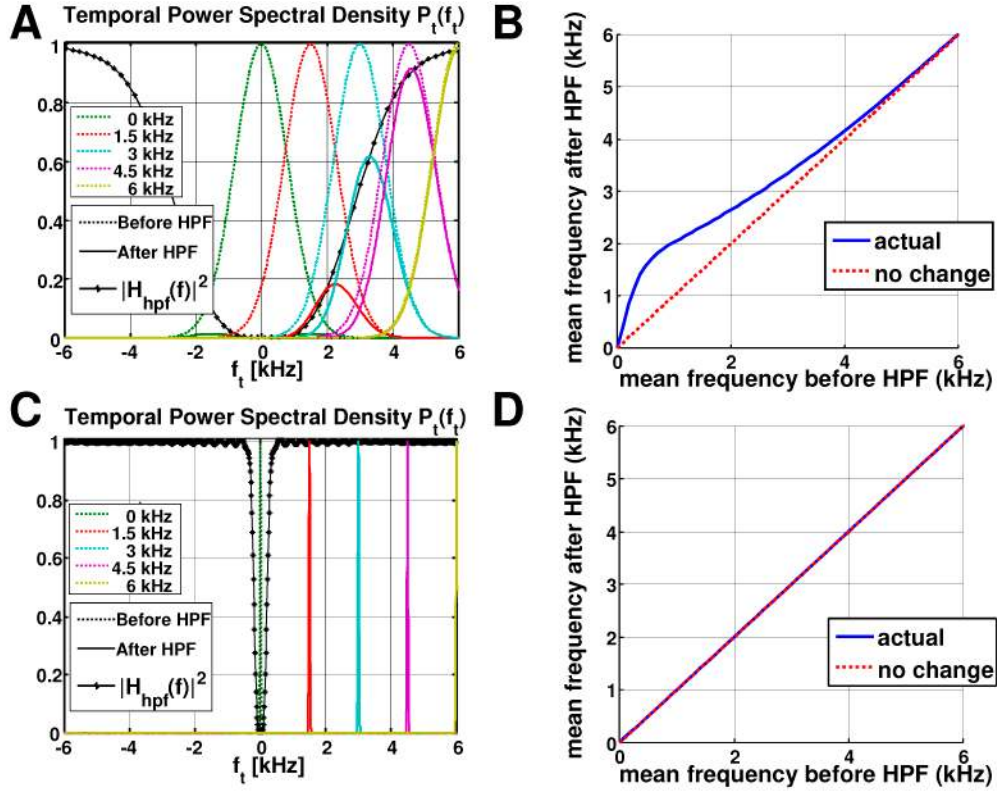 A
Temporal Power Spectral Density P_t(f_t)
1
0.8
0.6
0.4
0.2
0
0 kHz
1.5 kHz
3 kHz
4.5 kHz
6 kHz
Before HPF
After HPF
|H_hpf(f)|^2
-6 -4 -2 0 2 4 6
f_t [kHz]
B
mean frequency after HPF (kHz)
6
5
4
3
2
1
0
actual
no change
0 2 4 6
mean frequency before HPF (kHz)
C
Temporal Power Spectral Density P_t(f_t)
1
0.8
0.6
0.4
0.2
0
0 kHz
1.5 kHz
3 kHz
4.5 kHz
6 kHz
Before HPF
After HPF
|H_hpf(f)|^2
-6 -4 -2 0 2 4 6
f_t [kHz]
D
mean frequency after HPF (kHz)
6
5
4
3
2
1
0
actual
no change
0 2 4 6
mean frequency before HPF (kHz)